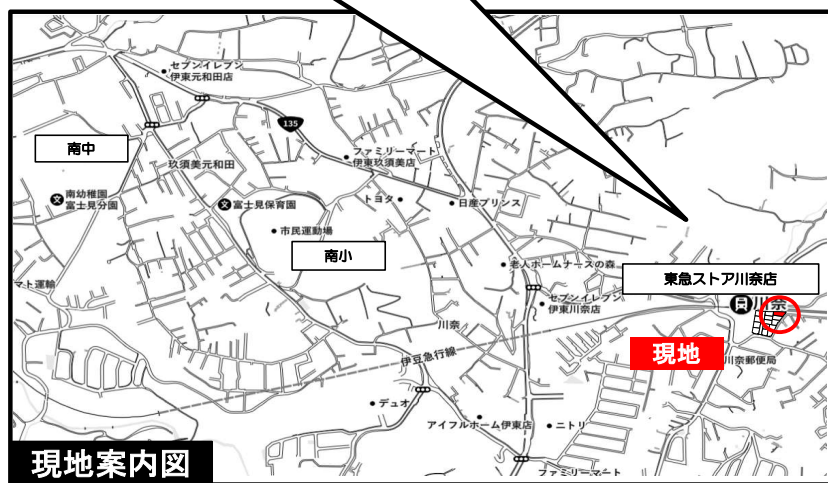 セブンイレブン
伊東元和田店
135
南中
玖須美元和田
ファミリーマート
伊東玖須美店
南幼稚園
富士見分園
富士見保育園
トヨタ
日産プリンス
市民運動場
南小
老人ホームナースの森
東急ストア川奈店
マト運輸
セブンイレブン
伊東川奈店
川奈
川奈
伊豆急行線
現地
川奈郵便局
デュオ
アイフルホーム伊東店
ニトリ
現地案内図
ファミリーマート